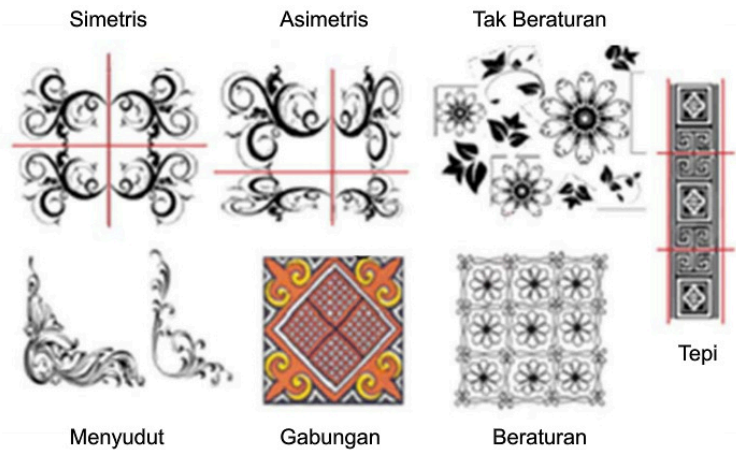 Simetris
Asimetris
Tak Beraturan
Tepi
Menyudut
Gabungan
Beraturan